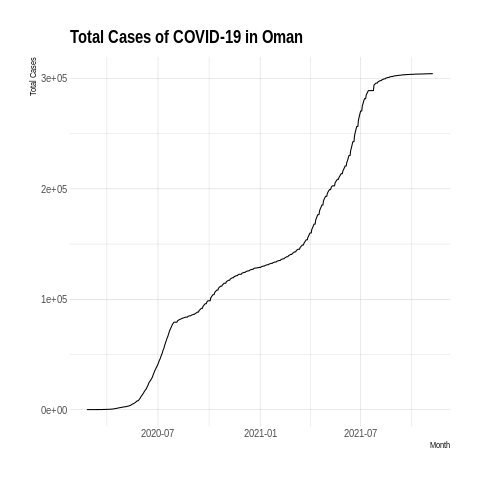 Total Cases of COVID-19 in Oman
Total Cases
3e+05
2e+05
1e+05
0e+00
2020-07 2021-01 2021-07
Month